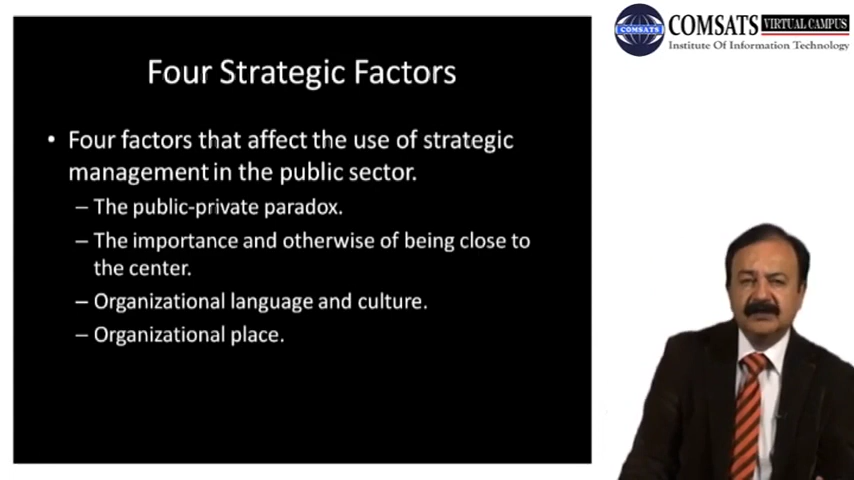 COMSATS
COMSATS VIRTUAL CAMPUS
Institute Of Information Technology
Four Strategic Factors
• Four factors that affect the use of strategic
management in the public sector.
– The public-private paradox.
– The importance and otherwise of being close to
the center.
– Organizational language and culture.
– Organizational place.